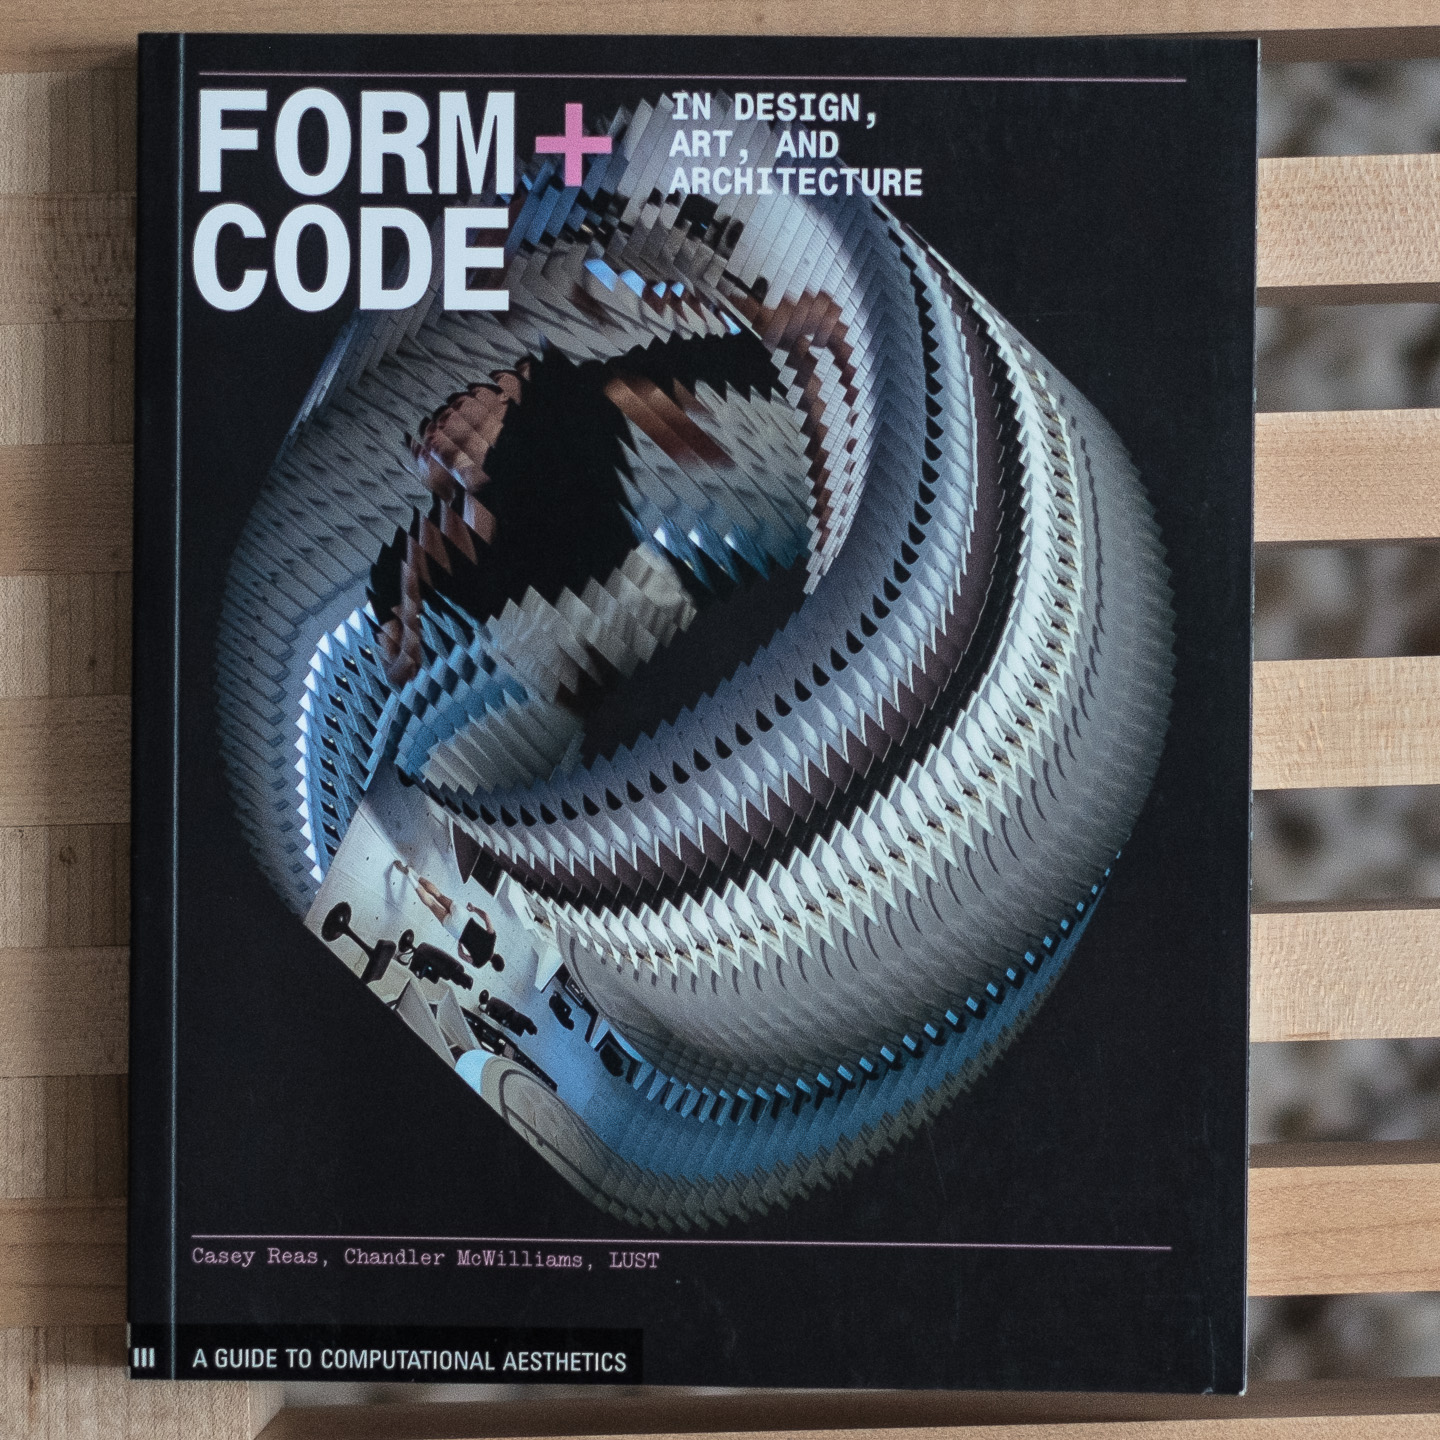 FORM+
CODE
IN DESIGN,
ART, AND
ARCHITECTURE
Casey Reas, Chandler McWilliams, LUST
A GUIDE TO COMPUTATIONAL AESTHETICS